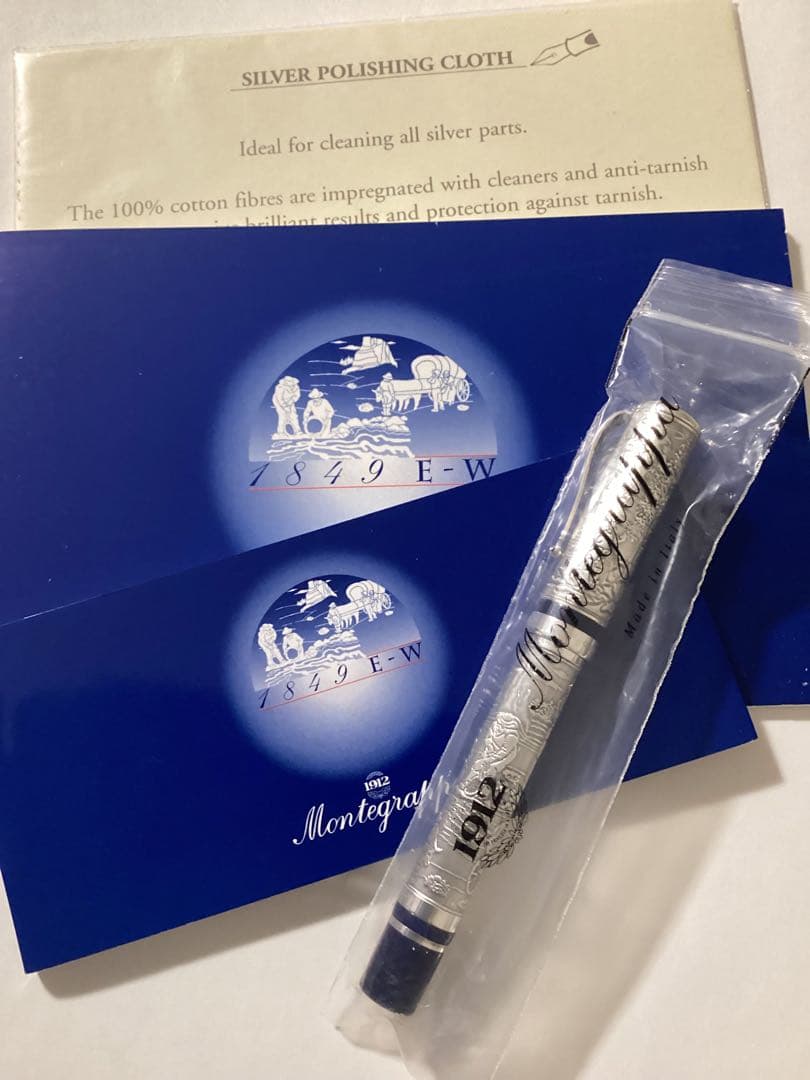 SILVER POLISHING CLOTH
Ideal for cleaning all silver parts.
The 100% cotton fibres are impregnated with cleaners and anti-tarnish
brilliant results and protection against tarnish.
1849 E-W
1849 E-W
1912
Montegrapp
Montegrappa
Made in Italy
1912